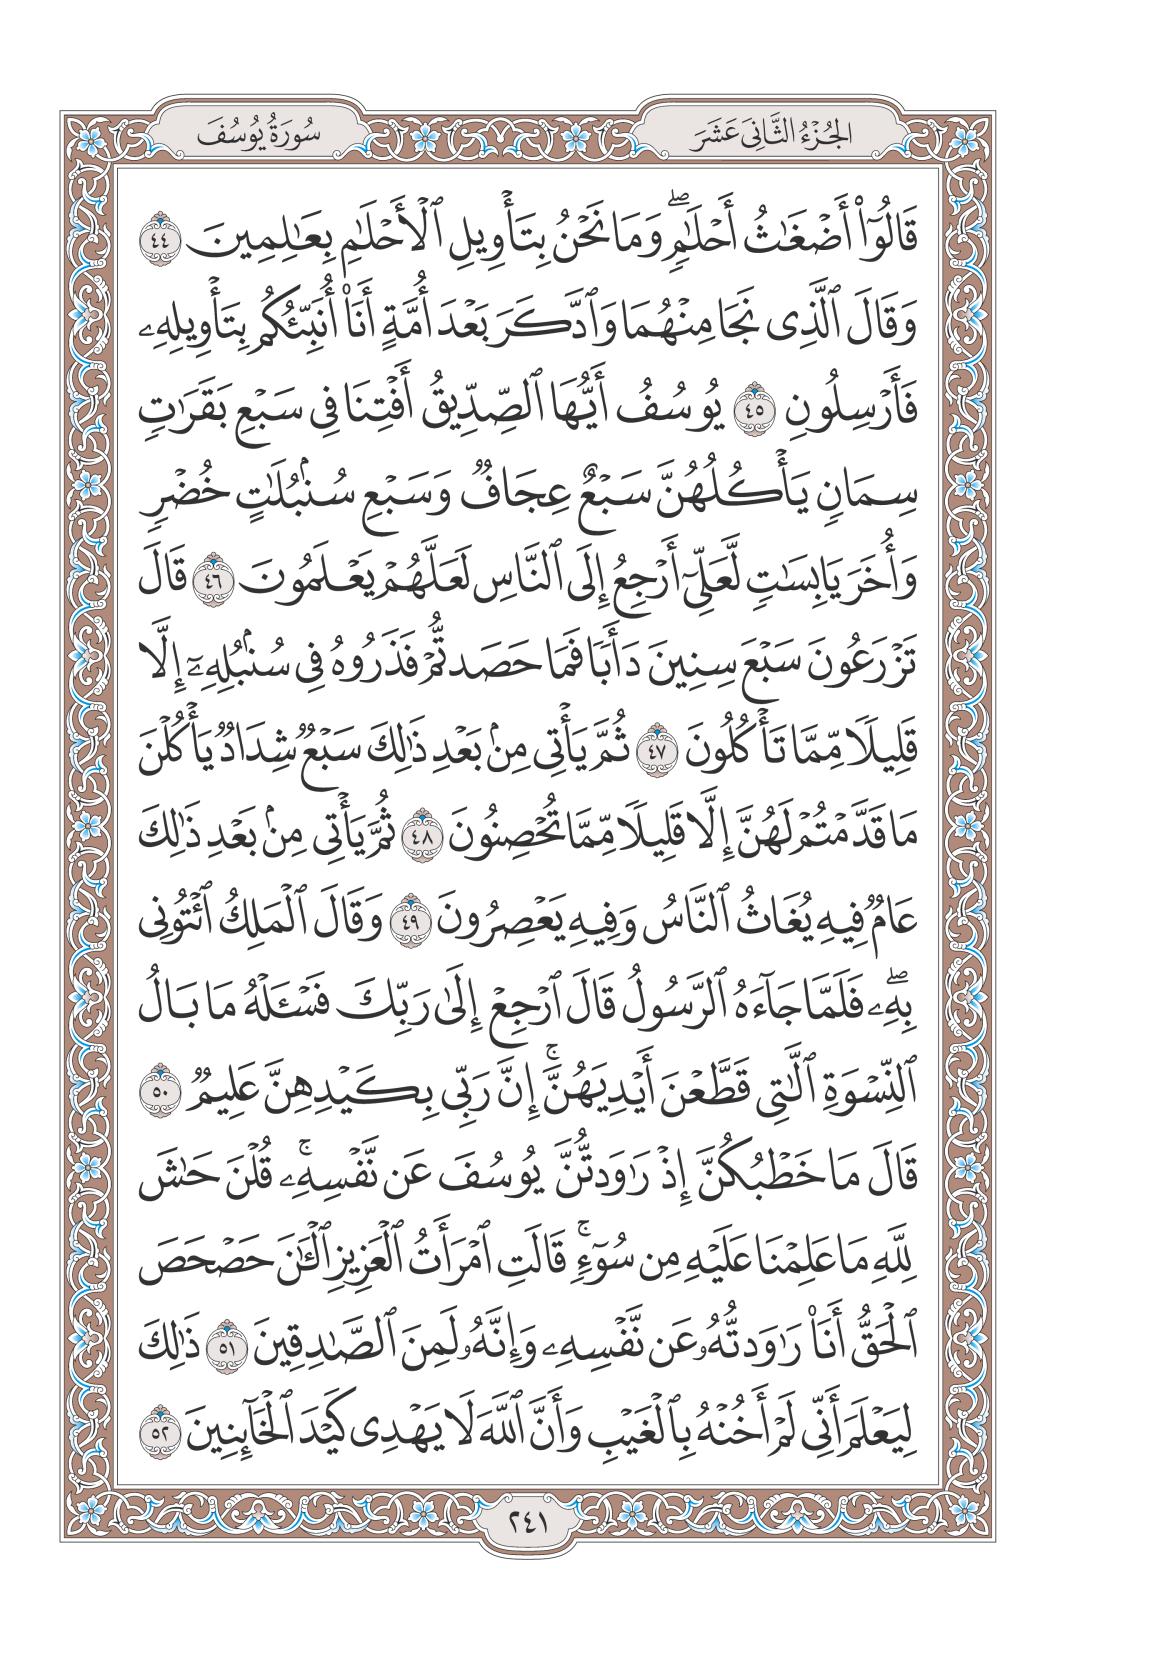 الجُزْءُ الثَّانِيَ عَشَرَ
سُورَةُ يُوسُفَ
قَالُوٓا۟ أَضْغَٰثُ أَحْلَٰمٍۢ ۖ وَمَا نَحْنُ بِتَأْوِيلِ ٱلْأَحْلَٰمِ بِعَٰلِمِينَ ٤٤
وَقَالَ ٱلَّذِى نَجَا مِنْهُمَا وَٱدَّكَرَ بَعْدَ أُمَّةٍ أَنَا۠ أُنَبِّئُكُم بِتَأْوِيلِهِۦ
فَأَرْسِلُونِ ٤٥ يُوسُفُ أَيُّهَا ٱلصِّدِّيقُ أَفْتِنَا فِى سَبْعِ بَقَرَٰتٍۢ
سِمَانٍۢ يَأْكُلُهُنَّ سَبْعٌ عِجَافٌۭ وَسَبْعِ سُنۢبُلَٰتٍ خُضْرٍۢ
وَأُخَرَ يَابِسَٰتٍۢ لَّعَلِّىٓ أَرْجِعُ إِلَى ٱلنَّاسِ لَعَلَّهُمْ يَعْلَمُونَ ٤٦ قَالَ
تَزْرَعُونَ سَبْعَ سِنِينَ دَأَبًۭا فَمَا حَصَدتُّمْ فَذَرُوهُ فِى سُنۢبُلِهِۦٓ إِلَّا
قَلِيلًۭا مِّمَّا تَأْكُلُونَ ٤٧ ثُمَّ يَأْتِى مِنۢ بَعْدِ ذَٰلِكَ سَبْعٌۭ شِدَادٌۭ يَأْكُلْنَ
مَا قَدَّمْتُمْ لَهُنَّ إِلَّا قَلِيلًۭا مِّمَّا تُحْصِنُونَ ٤٨ ثُمَّ يَأْتِى مِنۢ بَعْدِ ذَٰلِكَ
عَامٌۭ فِيهِ يُغَاثُ ٱلنَّاسُ وَفِيهِ يَعْصِرُونَ ٤٩ وَقَالَ ٱلْمَلِكُ ٱئْتُونِى
بِهِۦ ۖ فَلَمَّا جَآءَهُ ٱلرَّسُولُ قَالَ ٱرْجِعْ إِلَىٰ رَبِّكَ فَسْـَٔلْهُ مَا بَالُ
ٱلنِّسْوَةِ ٱلَّٰتِى قَطَّعْنَ أَيْدِيَهُنَّ ۚ إِنَّ رَبِّى بِكَيْدِهِنَّ عَلِيمٌۭ ٥٠
قَالَ مَا خَطْبُكُنَّ إِذْ رَٰوَدتُّنَّ يُوسُفَ عَن نَّفْسِهِۦ ۚ قُلْنَ حَٰشَ
لِلَّهِ مَا عَلِمْنَا عَلَيْهِ مِن سُوٓءٍۢ ۚ قَالَتِ ٱمْرَأَتُ ٱلْعَزِيزِ ٱلْـَٰٔنَ حَصْحَصَ
ٱلْحَقُّ أَنَا۠ رَٰوَدتُّهُۥ عَن نَّفْسِهِۦ وَإِنَّهُۥ لَمِنَ ٱلصَّٰدِقِينَ ٥١ ذَٰلِكَ
لِيَعْلَمَ أَنِّى لَمْ أَخُنْهُ بِٱلْغَيْبِ وَأَنَّ ٱللَّهَ لَا يَهْدِى كَيْدَ ٱلْخَآئِنِينَ ٥٢
٢٤١